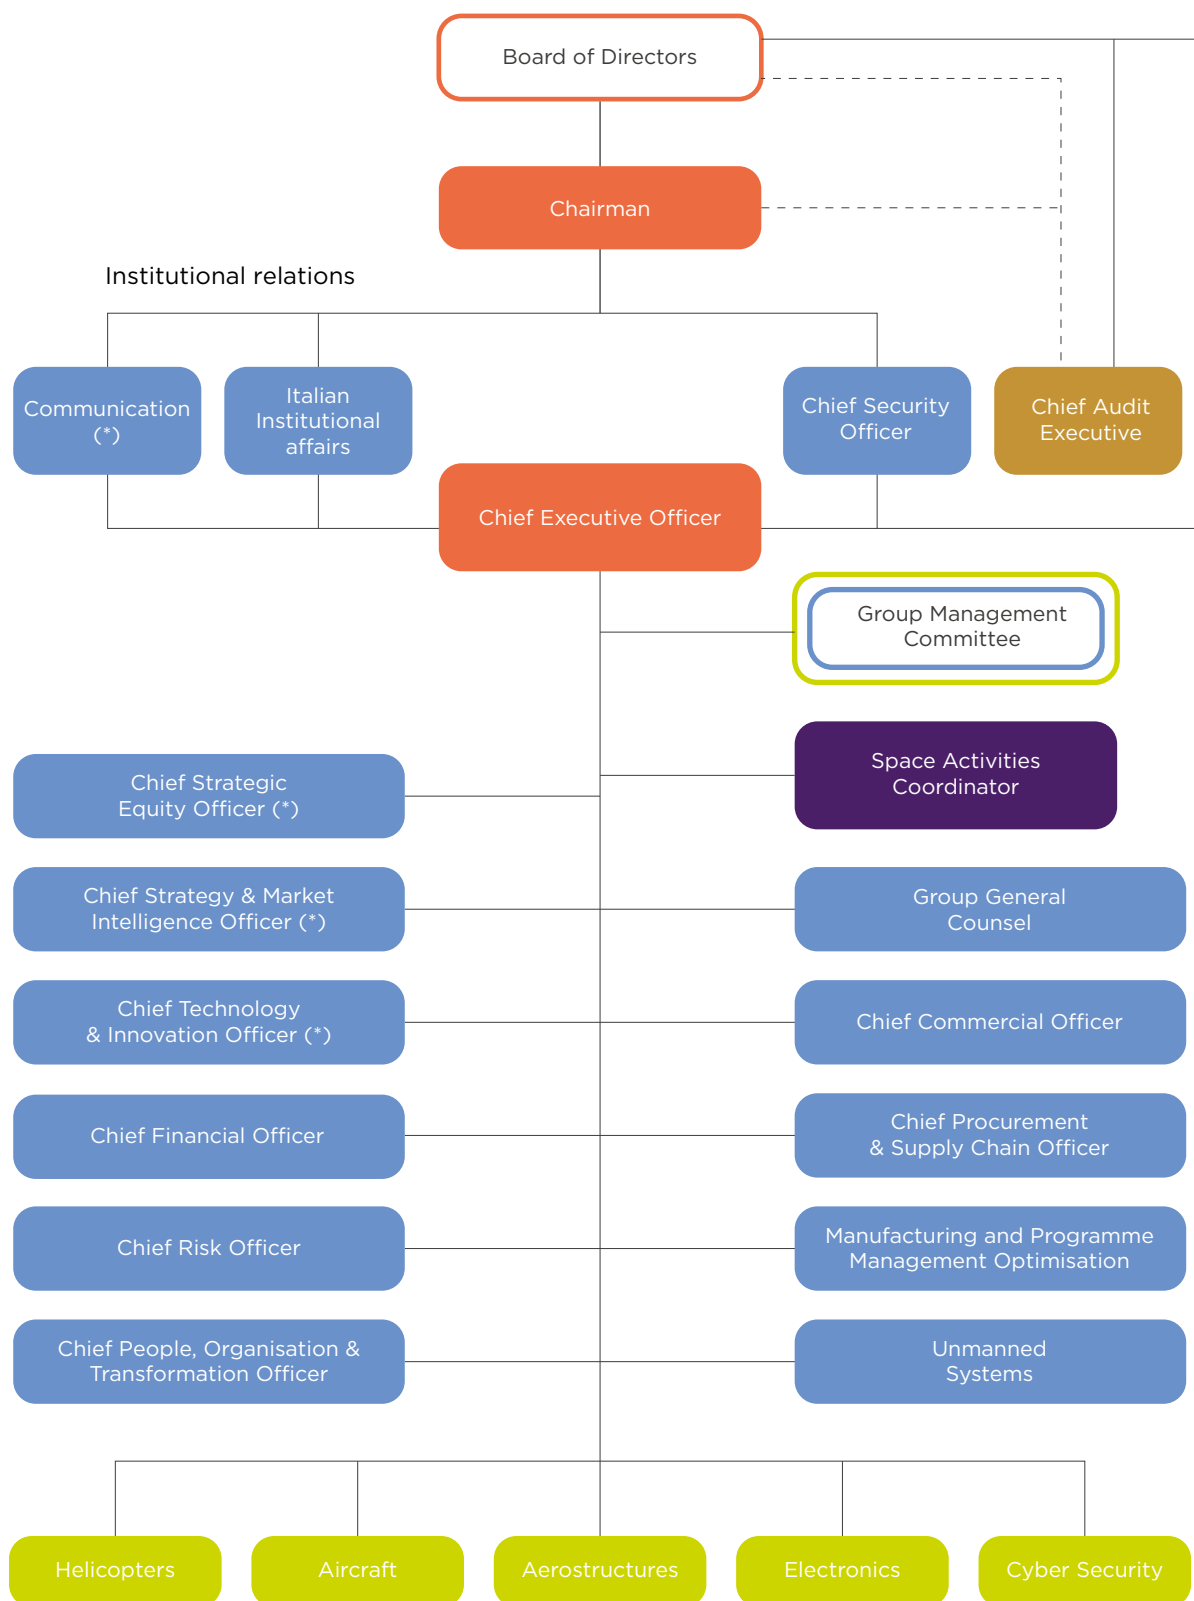 Board of Directors
Chairman
Institutional relations
Communication
(*)
Italian
Institutional
affairs
Chief Security
Officer
Chief Audit
Executive
Chief Executive Officer
Group Management
Committee
Space Activities
Coordinator
Chief Strategic
Equity Officer (*)
Chief Strategy & Market
Intelligence Officer (*)
Group General
Counsel
Chief Technology
& Innovation Officer (*)
Chief Commercial Officer
Chief Financial Officer
Chief Procurement
& Supply Chain Officer
Chief Risk Officer
Manufacturing and Programme
Management Optimisation
Chief People, Organisation &
Transformation Officer
Unmanned
Systems
Helicopters
Aircraft
Aerostructures
Electronics
Cyber Security